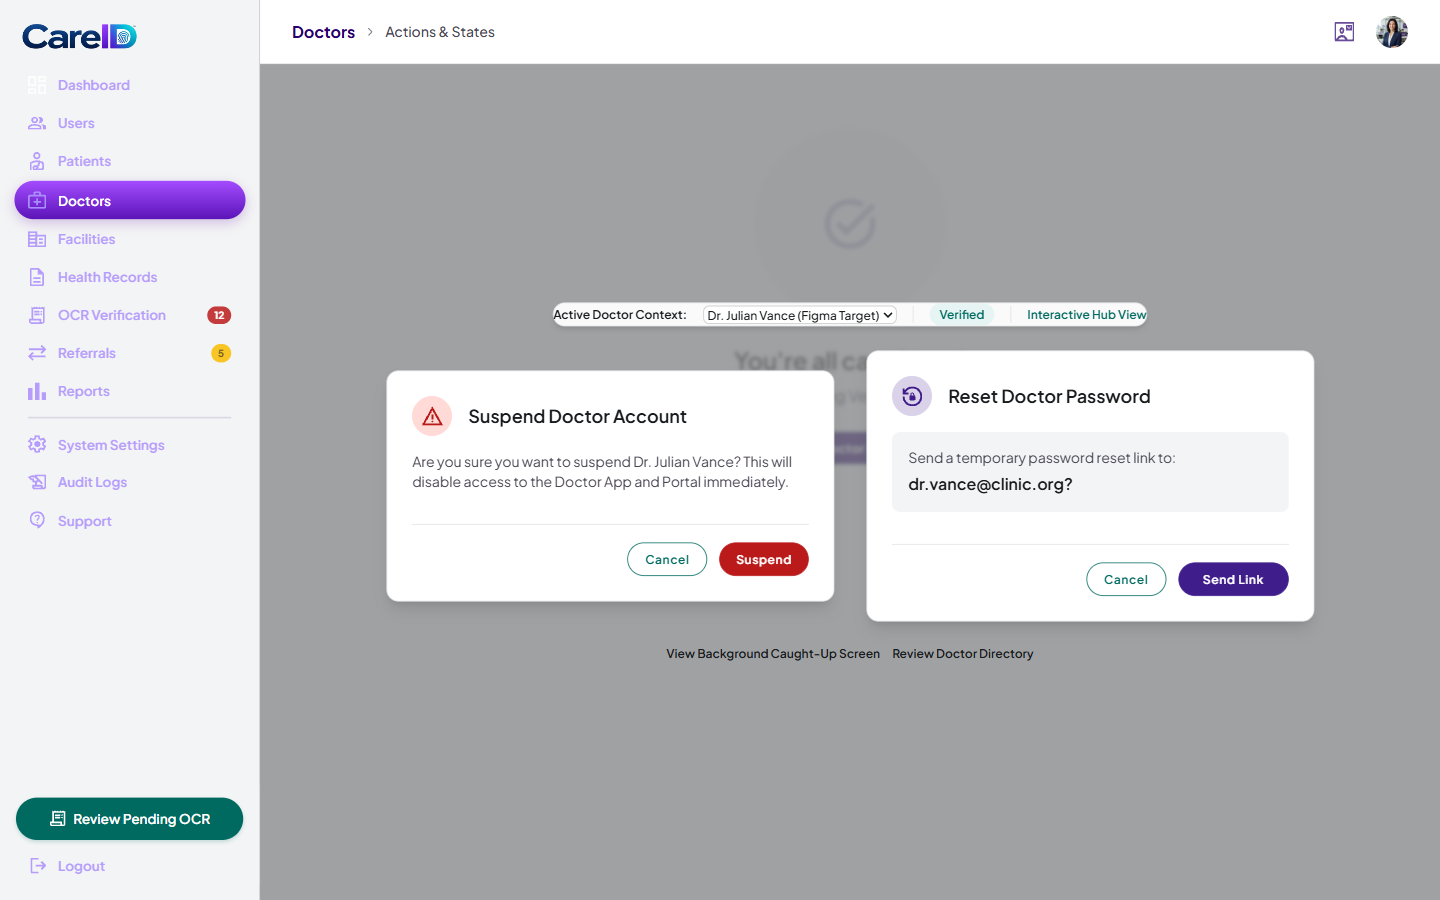 CareID
Dashboard
Users
Patients
Doctors
Facilities
Health Records
OCR Verification 12
Referrals 5
Reports
System Settings
Audit Logs
Support
Review Pending OCR
Logout
Doctors > Actions & States
Active Doctor Context: Dr. Julian Vance (Figma Target) Verified Interactive Hub View
You're all ca
Suspend Doctor Account
Are you sure you want to suspend Dr. Julian Vance? This will
disable access to the Doctor App and Portal immediately.
Cancel Suspend
Reset Doctor Password
Send a temporary password reset link to:
dr.vance@clinic.org?
Cancel Send Link
View Background Caught-Up Screen Review Doctor Directory